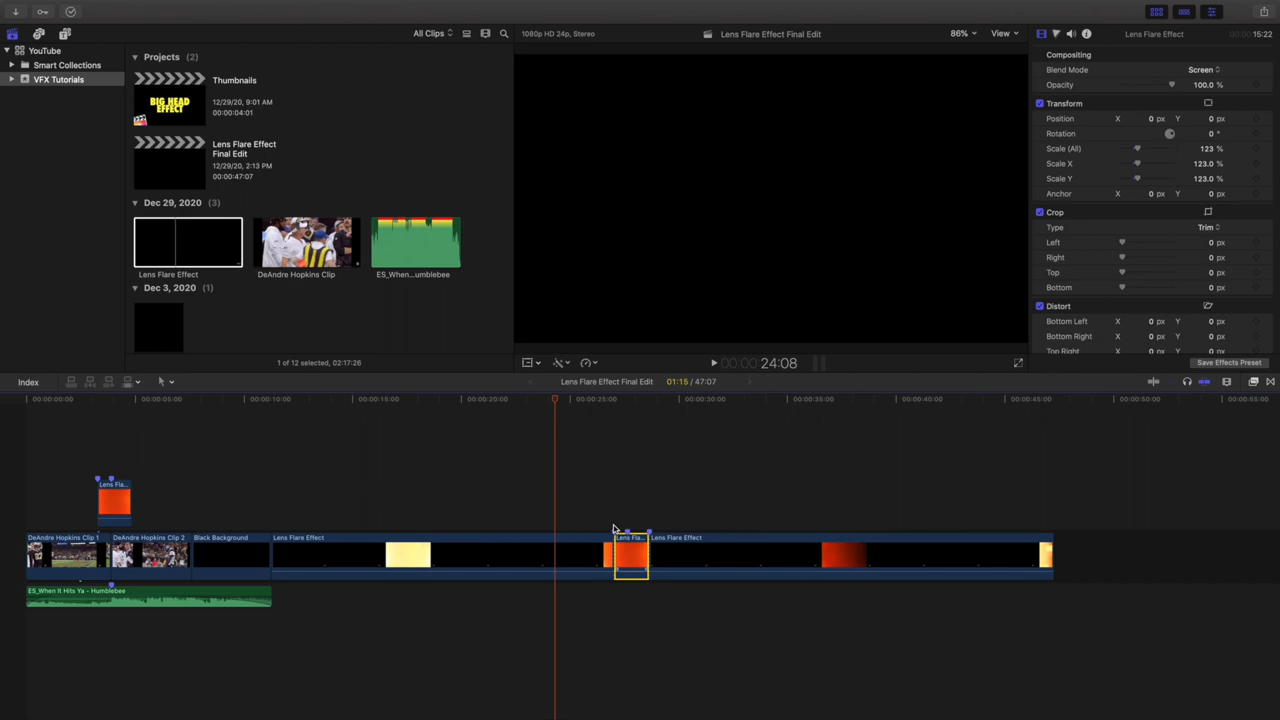 All Clips
1080p HD 24p, Stereo
Lens Flare Effect Final Edit
86%
View
Lens Flare Effect
00:00 15:22
YouTube
Smart Collections
VFX Tutorials
Projects (2)
Thumbnails
12/29/20, 9:01 AM
00:00:04:01
BIG HEAD
EFFECT
Lens Flare Effect
Final Edit
12/29/20, 2:13 PM
00:00:47:07
Dec 29, 2020 (3)
Lens Flare Effect
DeAndre Hopkins Clip
ES_When...umblebee
Dec 3, 2020 (1)
1 of 12 selected, 02:17:26
00:00:24:08
Compositing
Blend Mode
Screen
Opacity
100.0 %
Transform
Position X 0 px Y 0 px
Rotation 0 °
Scale (All) 123 %
Scale X 123.0 %
Scale Y 123.0 %
Anchor X 0 px Y 0 px
Crop
Type Trim
Left 0 px
Right 0 px
Top 0 px
Bottom 0 px
Distort
Bottom Left X 0 px Y 0 px
Bottom Right X 0 px Y 0 px
Top Right X 0 px Y 0 px
Save Effects Preset
Index
Lens Flare Effect Final Edit
01:15 / 47:07
00:00:00:00 00:00:05:00 00:00:10:00 00:00:15:00 00:00:20:00 00:00:25:00 00:00:30:00 00:00:35:00 00:00:40:00 00:00:45:00 00:00:50:00 00:00:55:00
Lens Fla...
DeAndre Hopkins Clip 1
DeAndre Hopkins Clip 2
Black Background
Lens Flare Effect
Lens Fla...
Lens Flare Effect
ES_When It Hits Ya - Humblebee